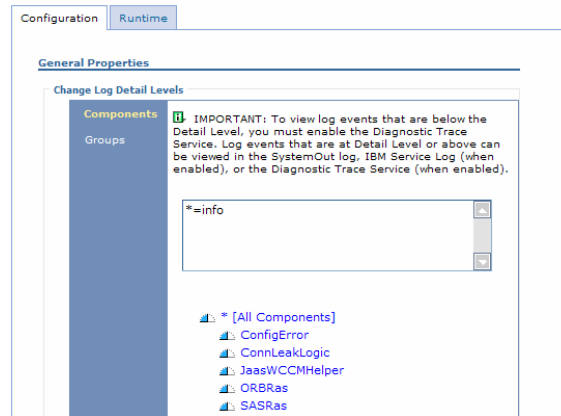 Configuration Runtime
General Properties
Change Log Detail Levels
Components
Groups
IMPORTANT: To view log events that are below the
Detail Level, you must enable the Diagnostic Trace
Service. Log events that are at Detail Level or above can
be viewed in the SystemOut log, IBM Service Log (when
enabled), or the Diagnostic Trace Service (when enabled).
*=info
* [All Components]
ConfigError
ConnLeakLogic
JaasWCCMHelper
ORBRas
SASRas